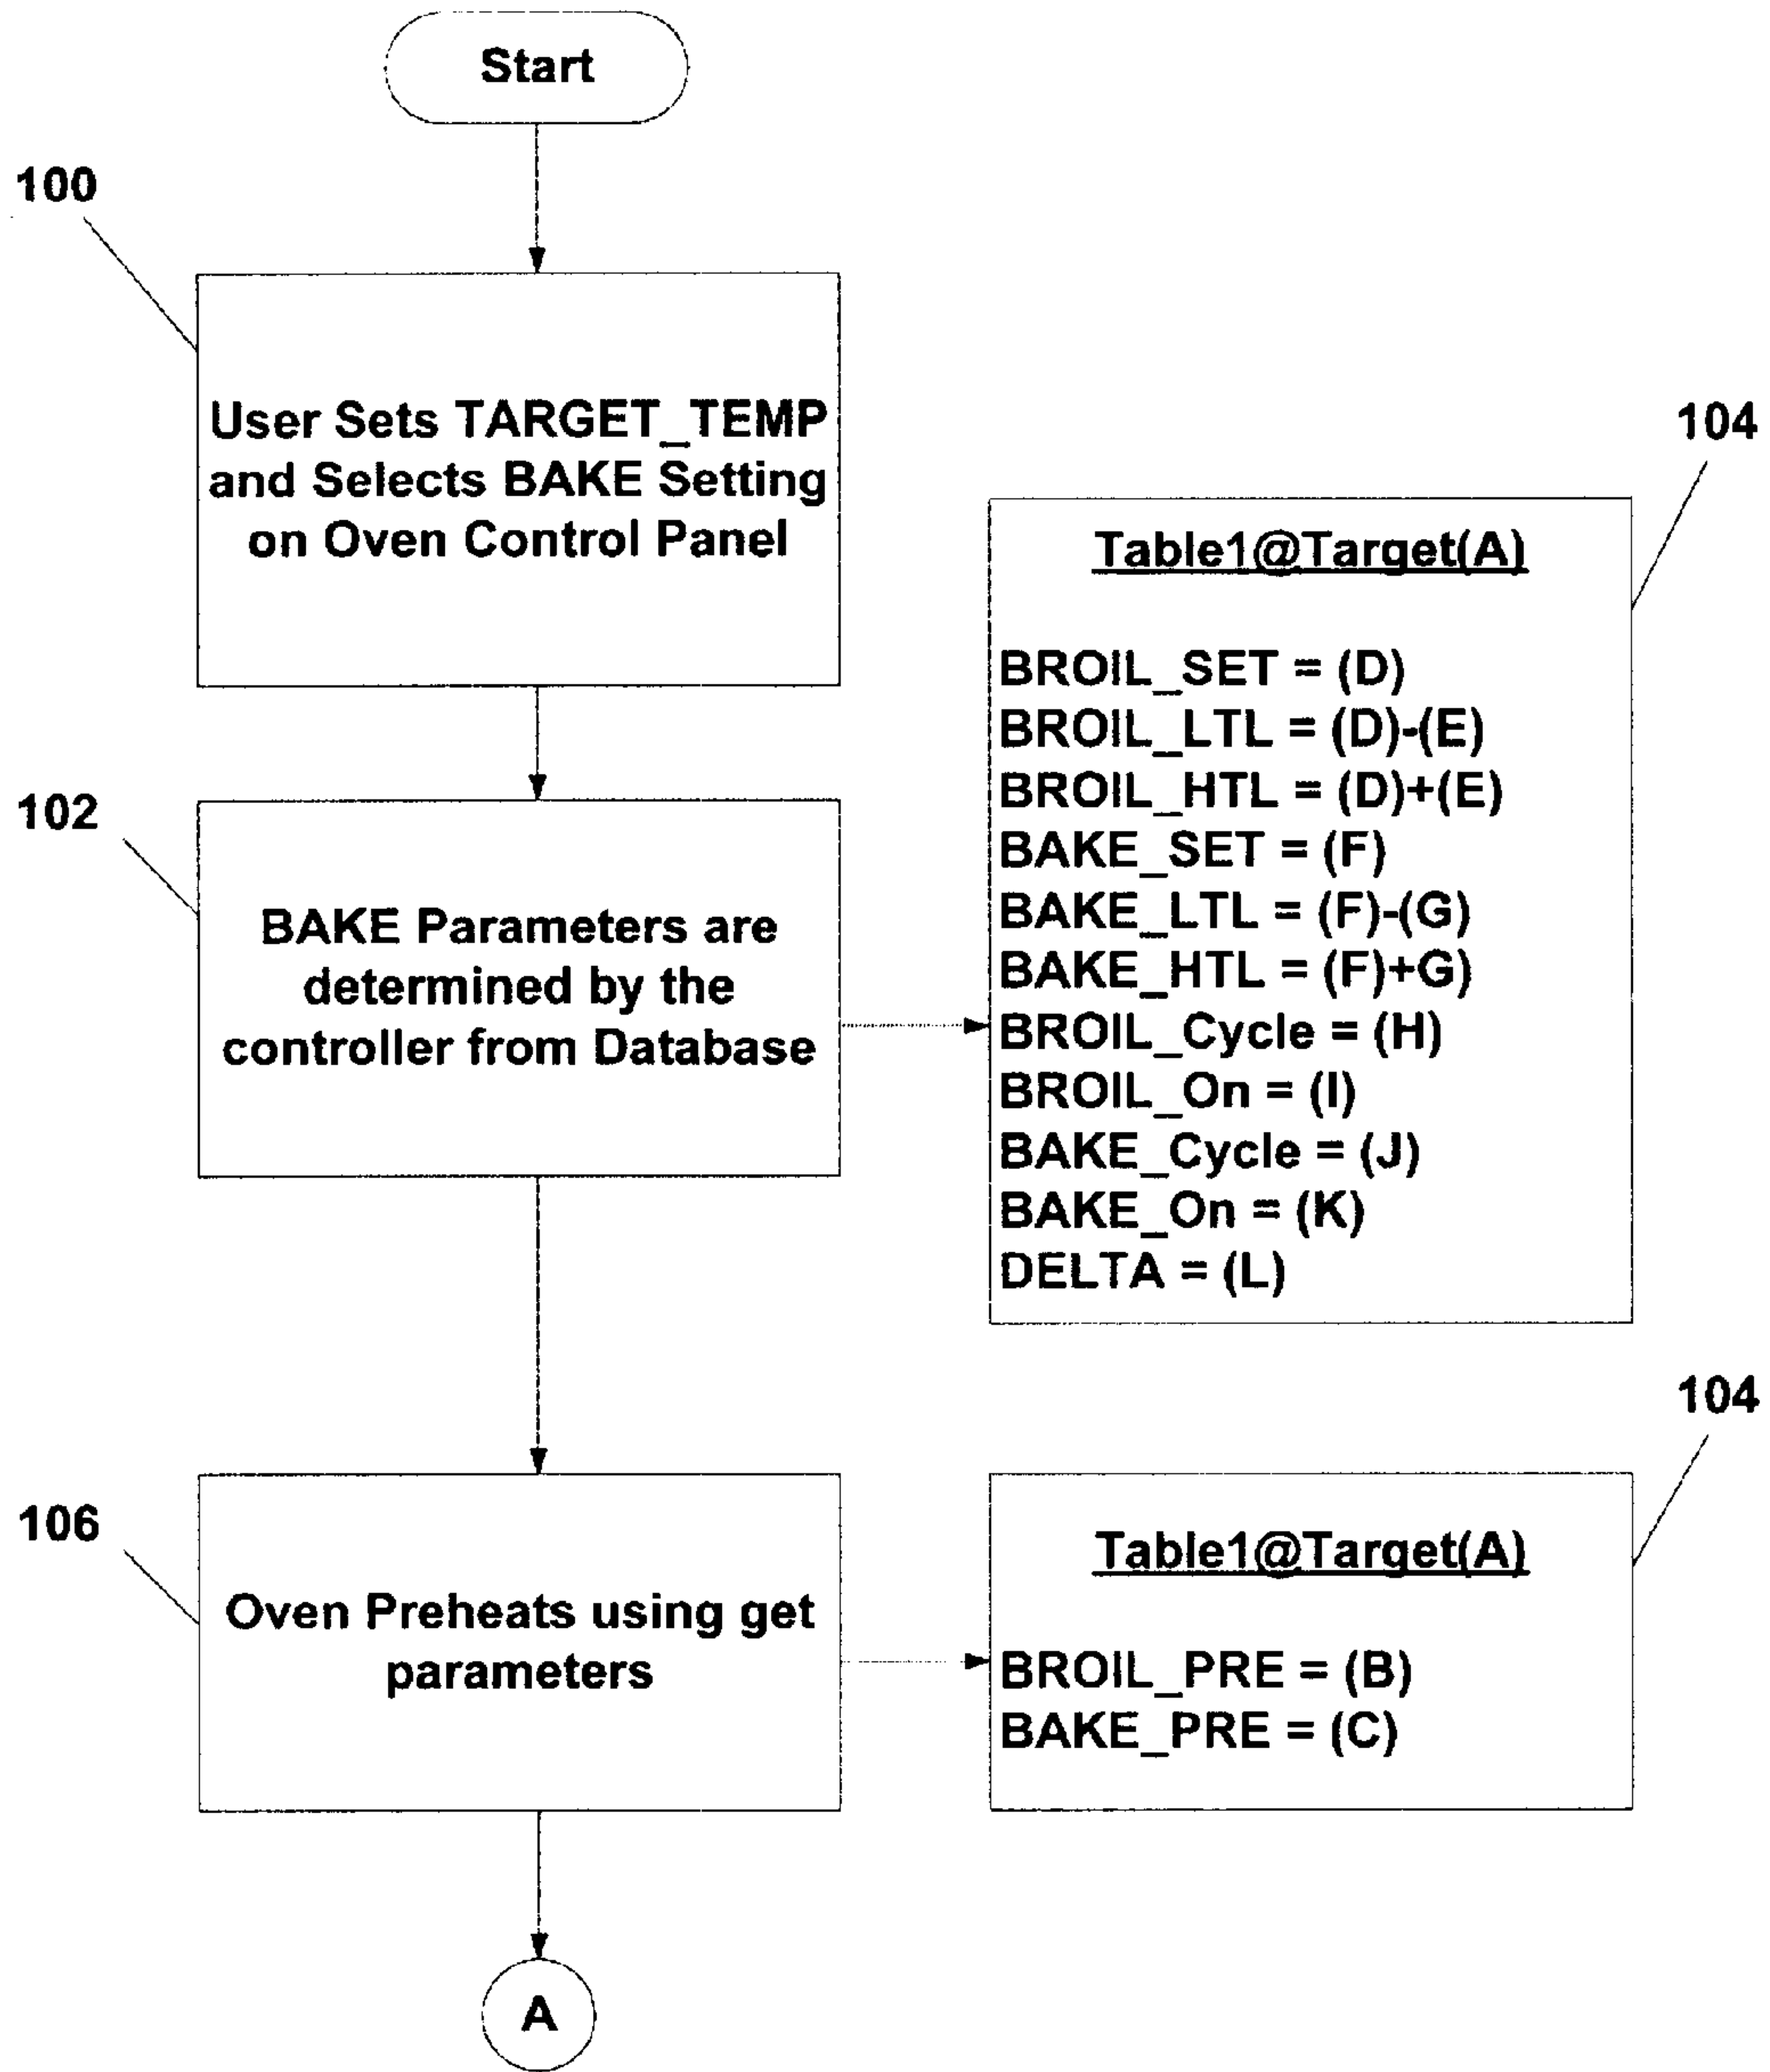 Start
100
User Sets TARGET_TEMP
and Selects BAKE Setting
on Oven Control Panel
104
Table1@Target(A)
BROIL_SET = (D)
BROIL_LTL = (D)-(E)
BROIL_HTL = (D)+(E)
BAKE_SET = (F)
BAKE_LTL = (F)-(G)
BAKE_HTL = (F)+G)
BROIL_Cycle = (H)
BROIL_On = (I)
BAKE_Cycle = (J)
BAKE_On = (K)
DELTA = (L)
102
BAKE Parameters are
determined by the
controller from Database
104
106
Oven Preheats using get
parameters
Table1@Target(A)
BROIL_PRE = (B)
BAKE_PRE = (C)
A